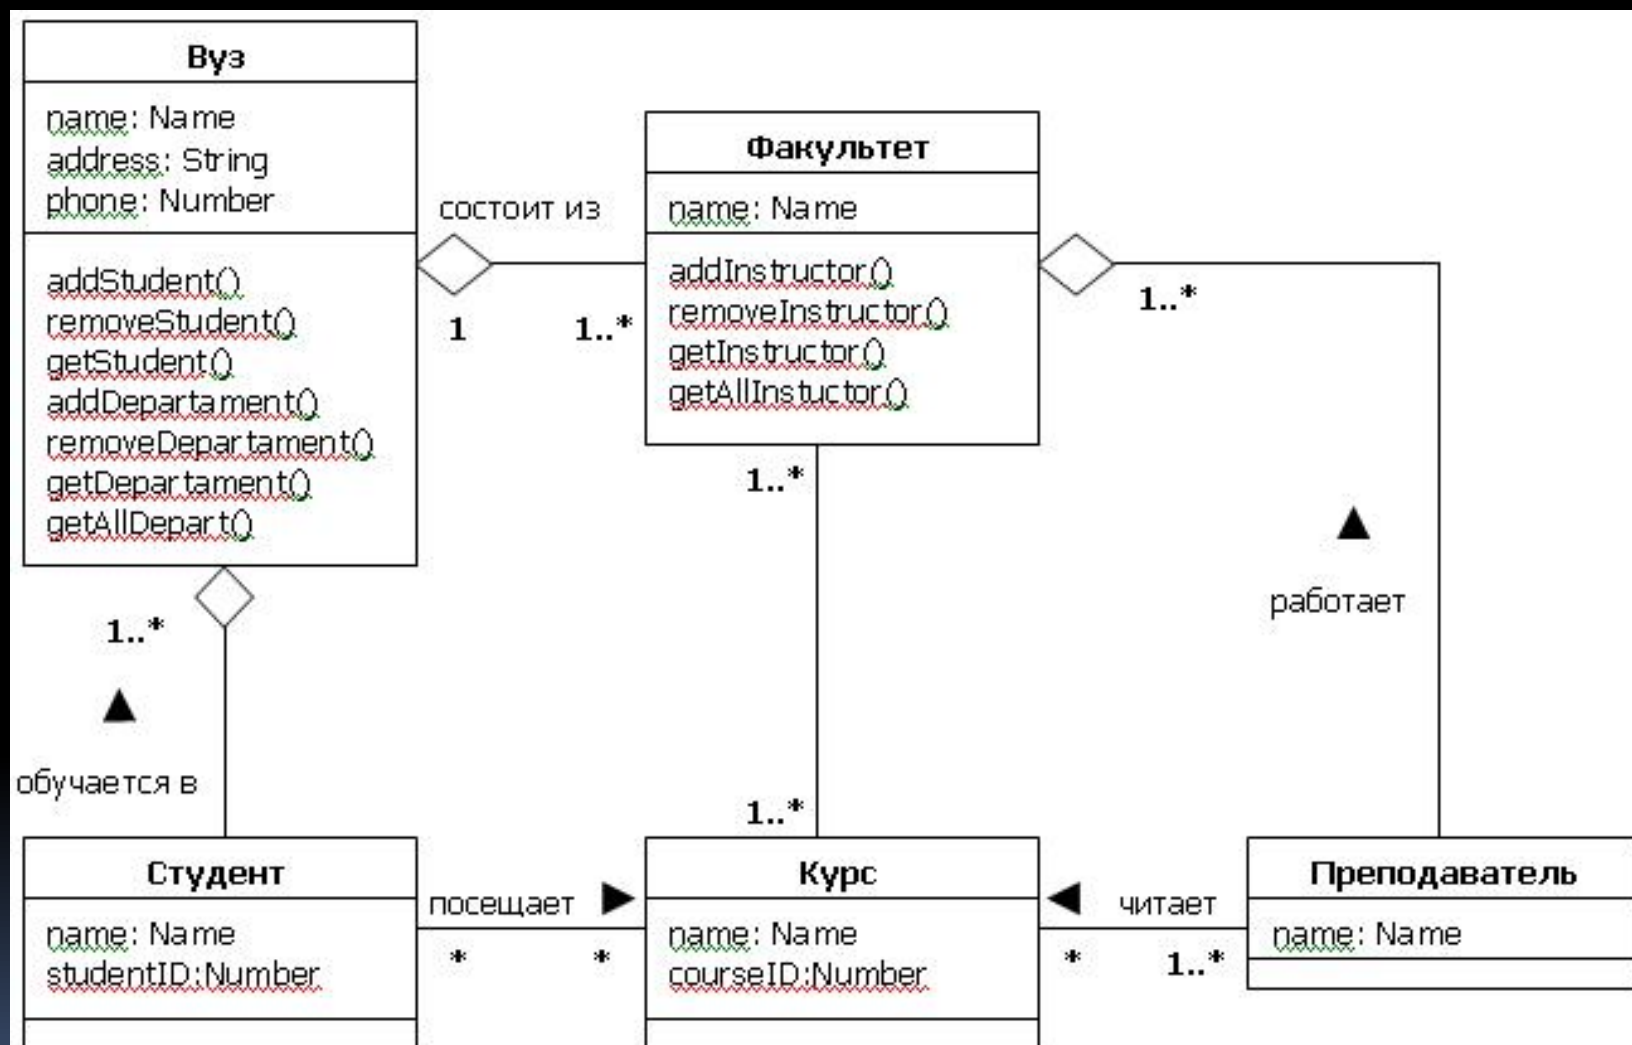 Вуз
name: Name
address: String
phone: Number
addStudent()
removeStudent()
getStudent()
addDepartament()
removeDepartament()
getDepartament()
getAllDepart()
состоит из
1
1..*
Факультет
name: Name
addInstructor()
removeInstructor()
getInstructor()
getAllInstuctor()
1..*
1..*
работает
1..*
обучается в
1..*
Студент
name: Name
studentID:Number
посещает
*
*
Курс
name: Name
courseID:Number
читает
*
1..*
Преподаватель
name: Name